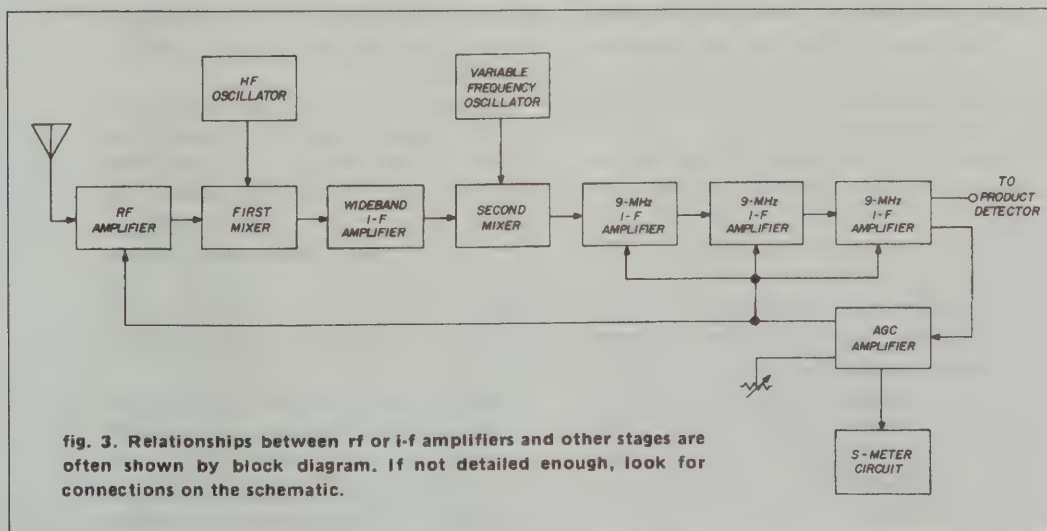 HF
OSCILLATOR
VARIABLE
FREQUENCY
OSCILLATOR
RF
AMPLIFIER
FIRST
MIXER
WIDEBAND
I-F
AMPLIFIER
SECOND
MIXER
9-MHz
I-F
AMPLIFIER
9-MHz
I-F
AMPLIFIER
9-MHz
I-F
AMPLIFIER
TO
PRODUCT
DETECTOR
AGC
AMPLIFIER
S-METER
CIRCUIT
fig. 3. Relationships between rf or i-f amplifiers and other stages are
often shown by block diagram. If not detailed enough, look for
connections on the schematic.